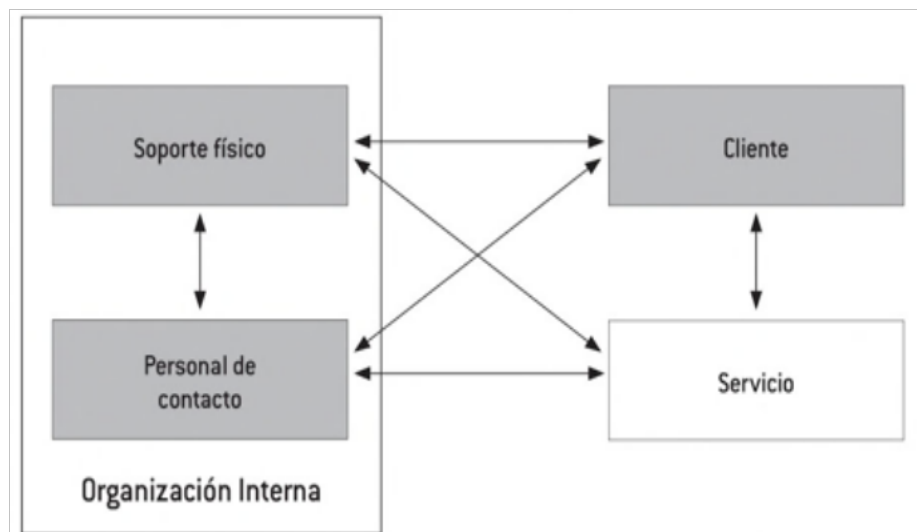 Soporte físico
Cliente
Personal de
contacto
Servicio
Organización Interna